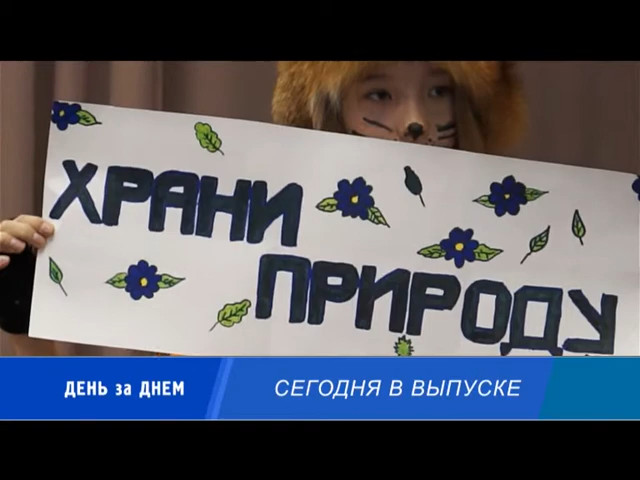 ХРАНИ
ПРИРОДУ
ДЕНЬ за ДНЕМ
СЕГОДНЯ В ВЫПУСКЕ